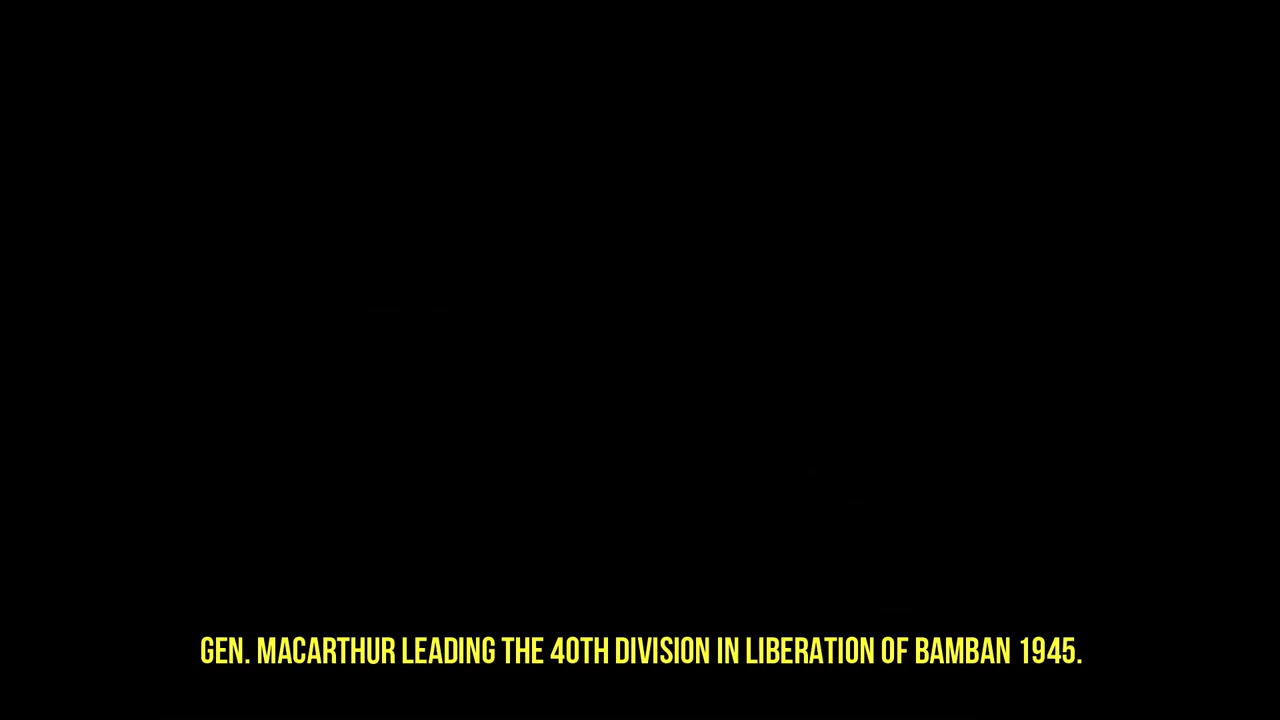 GEN. MACARTHUR LEADING THE 40TH DIVISION IN LIBERATION OF BAMBAN 1945.